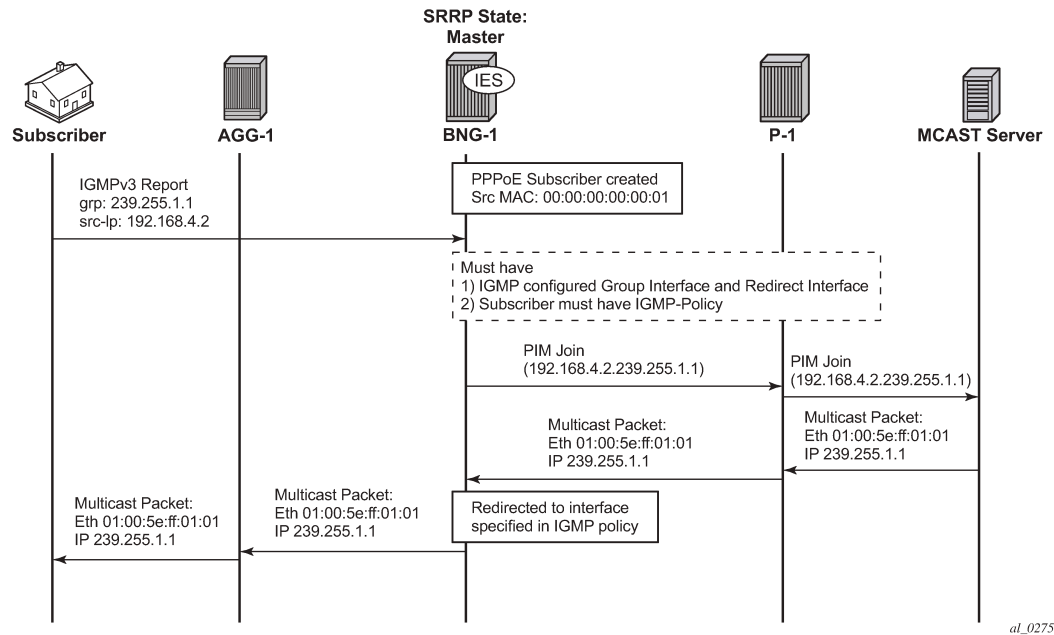 SRRP State:
Master
IES
Subscriber
AGG-1
BNG-1
P-1
MCAST Server
IGMPv3 Report
grp: 239.255.1.1
src-lp: 192.168.4.2
PPPoE Subscriber created
Src MAC: 00:00:00:00:00:01
Must have
1) IGMP configured Group Interface and Redirect Interface
2) Subscriber must have IGMP-Policy
PIM Join
(192.168.4.2.239.255.1.1)
PIM Join
(192.168.4.2.239.255.1.1)
Multicast Packet:
Eth 01:00:5e:ff:01:01
IP 239.255.1.1
Multicast Packet:
Eth 01:00:5e:ff:01:01
IP 239.255.1.1
Redirected to interface
specified in IGMP policy
Multicast Packet:
Eth 01:00:5e:ff:01:01
IP 239.255.1.1
Multicast Packet:
Eth 01:00:5e:ff:01:01
IP 239.255.1.1
al_0275